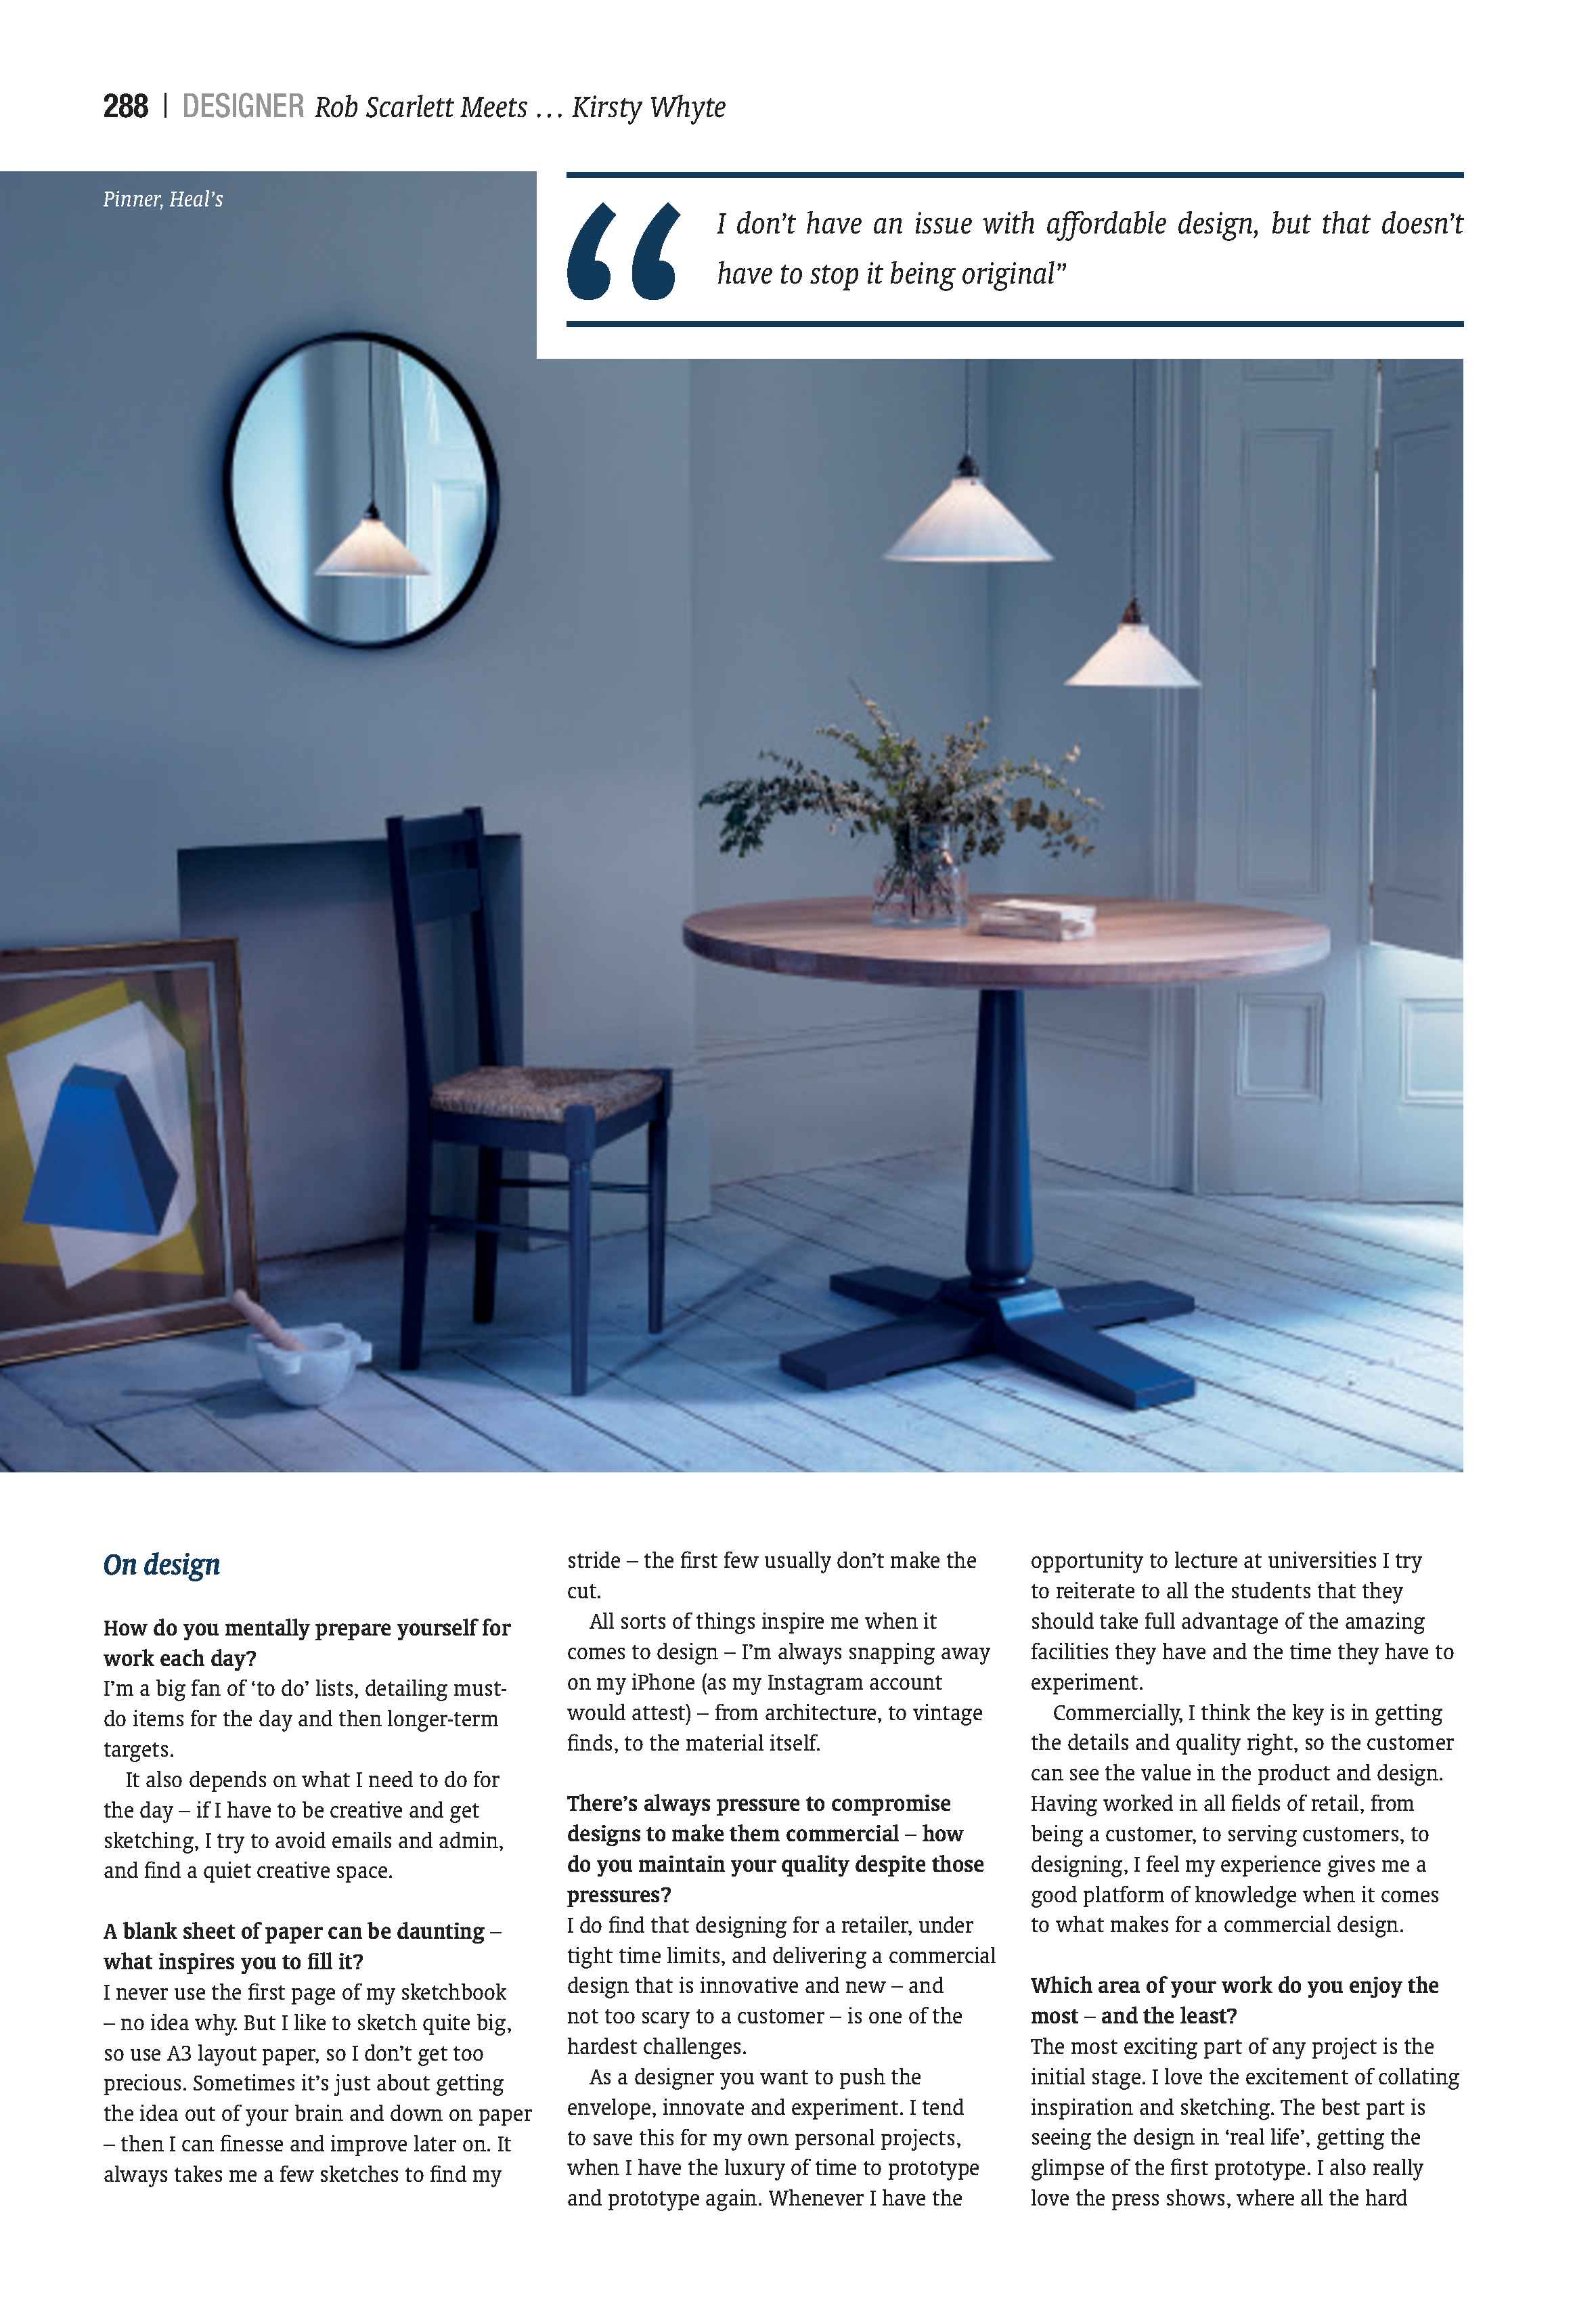 288 | DESIGNER Rob Scarlett Meets … Kirsty Whyte
Pinner, Heal’s
“ I don’t have an issue with affordable design, but that doesn’t
have to stop it being original”
On design
How do you mentally prepare yourself for
work each day?
I’m a big fan of ‘to do’ lists, detailing must-
do items for the day and then longer-term
targets.
It also depends on what I need to do for
the day – if I have to be creative and get
sketching, I try to avoid emails and admin,
and find a quiet creative space.
A blank sheet of paper can be daunting –
what inspires you to fill it?
I never use the first page of my sketchbook
– no idea why. But I like to sketch quite big,
so use A3 layout paper, so I don’t get too
precious. Sometimes it’s just about getting
the idea out of your brain and down on paper
– then I can finesse and improve later on. It
always takes me a few sketches to find my
stride – the first few usually don’t make the
cut.
All sorts of things inspire me when it
comes to design – I’m always snapping away
on my iPhone (as my Instagram account
would attest) – from architecture, to vintage
finds, to the material itself.
There’s always pressure to compromise
designs to make them commercial – how
do you maintain your quality despite those
pressures?
I do find that designing for a retailer, under
tight time limits, and delivering a commercial
design that is innovative and new – and
not too scary to a customer – is one of the
hardest challenges.
As a designer you want to push the
envelope, innovate and experiment. I tend
to save this for my own personal projects,
when I have the luxury of time to prototype
and prototype again. Whenever I have the
opportunity to lecture at universities I try
to reiterate to all the students that they
should take full advantage of the amazing
facilities they have and the time they have to
experiment.
Commercially, I think the key is in getting
the details and quality right, so the customer
can see the value in the product and design.
Having worked in all fields of retail, from
being a customer, to serving customers, to
designing, I feel my experience gives me a
good platform of knowledge when it comes
to what makes for a commercial design.
Which area of your work do you enjoy the
most – and the least?
The most exciting part of any project is the
initial stage. I love the excitement of collating
inspiration and sketching. The best part is
seeing the design in ‘real life’, getting the
glimpse of the first prototype. I also really
love the press shows, where all the hard